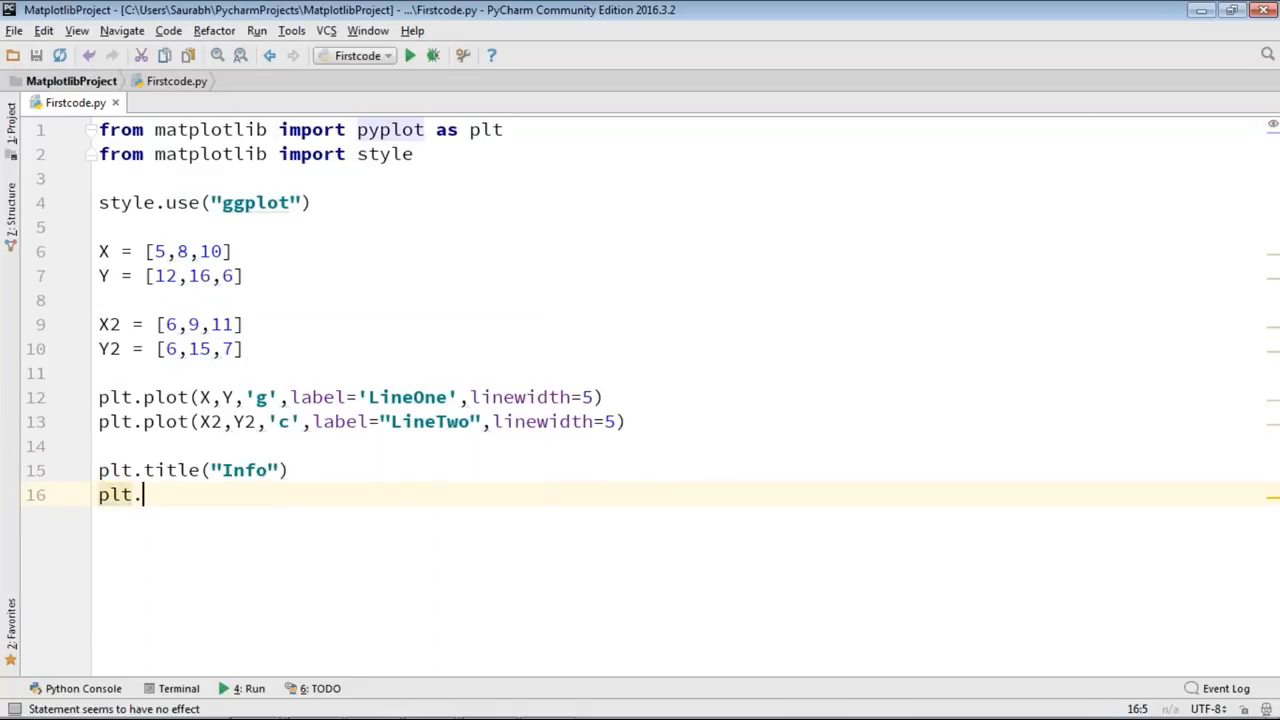 MatplotlibProject - [C:\Users\Saurabh\PycharmProjects\MatplotlibProject] - ...\Firstcode.py - PyCharm Community Edition 2016.3.2
File Edit View Navigate Code Refactor Run Tools VCS Window Help
Firstcode
MatplotlibProject Firstcode.py
Firstcode.py
1: Project
7: Structure
2: Favorites
1 from matplotlib import pyplot as plt
2 from matplotlib import style
3
4 style.use("ggplot")
5
6 X = [5,8,10]
7 Y = [12,16,6]
8
9 X2 = [6,9,11]
10 Y2 = [6,15,7]
11
12 plt.plot(X,Y,'g',label='LineOne',linewidth=5)
13 plt.plot(X2,Y2,'c',label="LineTwo",linewidth=5)
14
15 plt.title("Info")
16 plt.
Python Console Terminal 4: Run 6: TODO Event Log
Statement seems to have no effect 16:5 n/a UTF-8